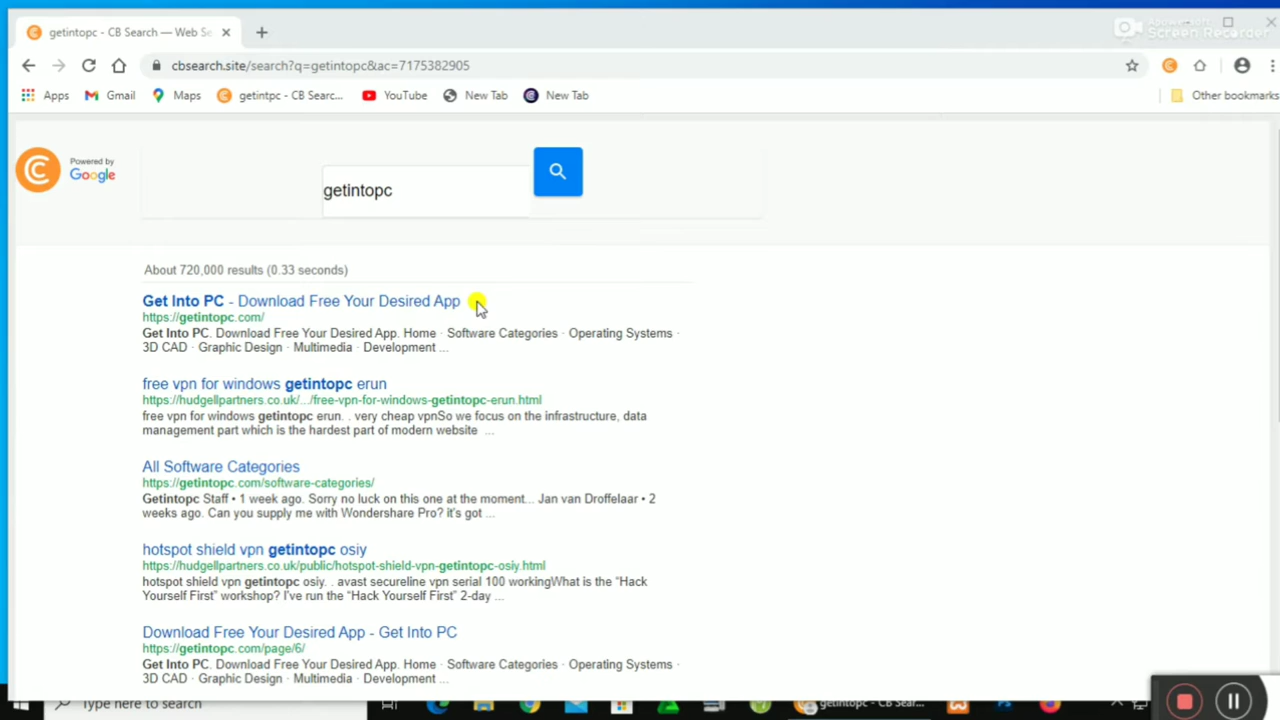 Apowersoft
Screen Recorder
getintopc - CB Search — Web Se
cbsearch.site/search?q=getintopc&ac=7175382905
Apps Gmail Maps getintpc - CB Searc... YouTube New Tab New Tab Other bookmarks
Powered by
Google
getintopc
About 720,000 results (0.33 seconds)
Get Into PC - Download Free Your Desired App
https://getintopc.com/
Get Into PC. Download Free Your Desired App. Home · Software Categories · Operating Systems ·
3D CAD · Graphic Design · Multimedia · Development ...
free vpn for windows getintopc erun
https://hudgellpartners.co.uk/.../free-vpn-for-windows-getintopc-erun.html
free vpn for windows getintopc erun. . very cheap vpnSo we focus on the infrastructure, data
management part which is the hardest part of modern website ...
All Software Categories
https://getintopc.com/software-categories/
Getintopc Staff • 1 week ago. Sorry no luck on this one at the moment... Jan van Droffelaar • 2
weeks ago. Can you supply me with Wondershare Pro? it's got ...
hotspot shield vpn getintopc osiy
https://hudgellpartners.co.uk/public/hotspot-shield-vpn-getintopc-osiy.html
hotspot shield vpn getintopc osiy. . avast secureline vpn serial 100 workingWhat is the “Hack
Yourself First” workshop? I've run the “Hack Yourself First” 2-day ...
Download Free Your Desired App - Get Into PC
https://getintopc.com/page/6/
Get Into PC. Download Free Your Desired App. Home · Software Categories · Operating Systems ·
3D CAD · Graphic Design · Multimedia · Development ...
Type here to search
getintopc - CB Sear...